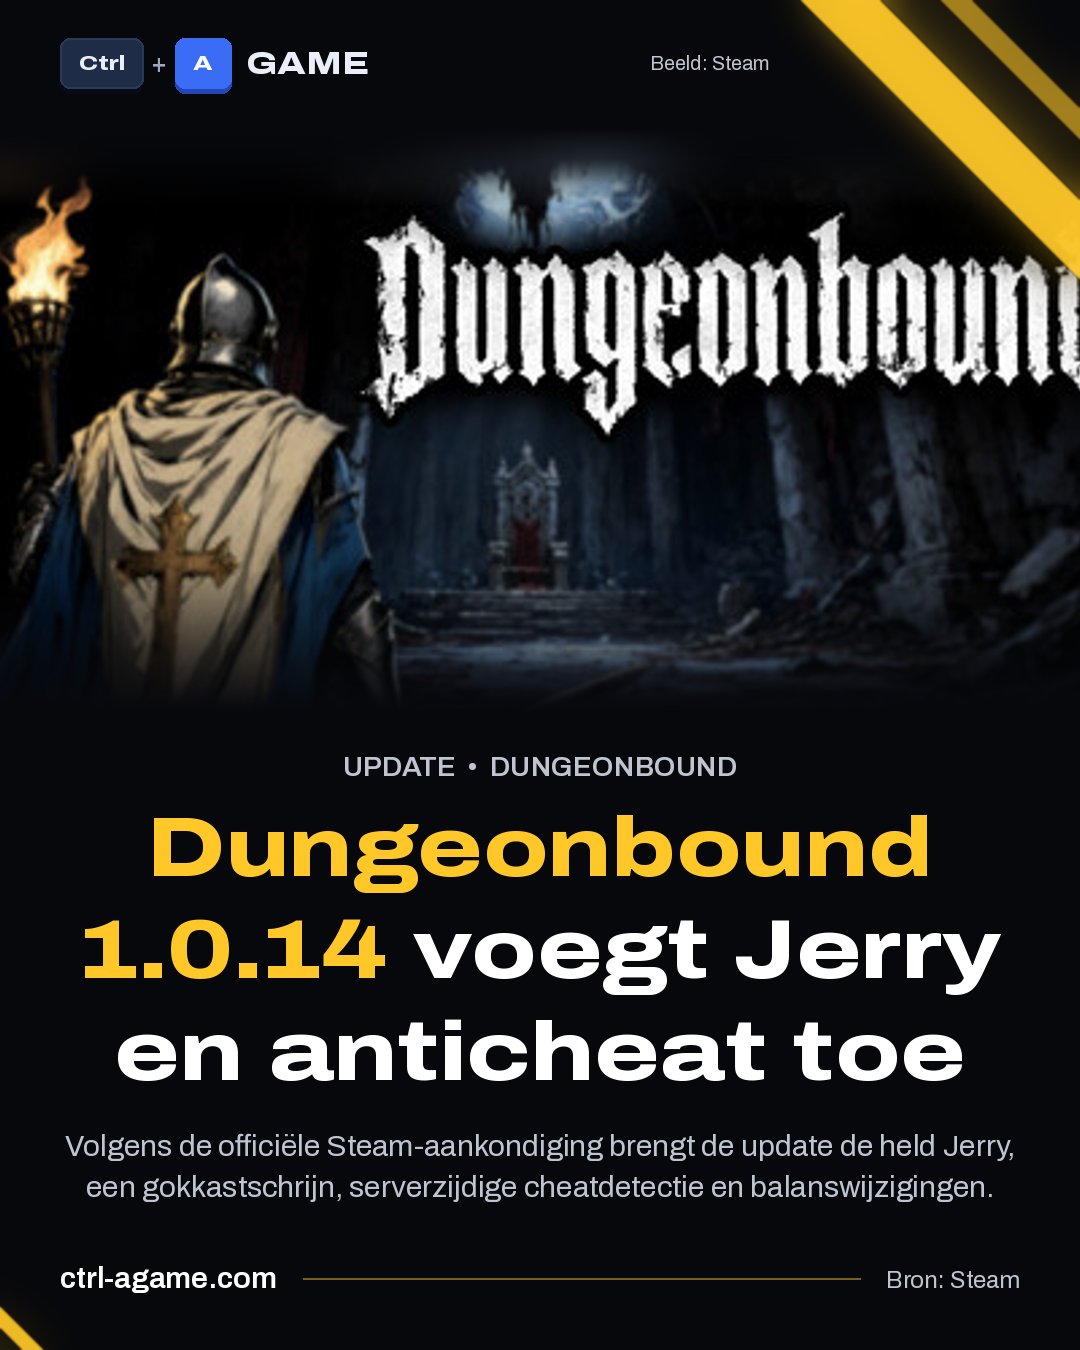 Ctrl + A GAME
Beeld: Steam
Dungeonbound
UPDATE • DUNGEONBOUND
Dungeonbound
1.0.14 voegt Jerry
en anticheat toe
Volgens de officiële Steam-aankondiging brengt de update de held Jerry,
een gokkastschrijn, serverzijdige cheatdetectie en balanswijzigingen.
ctrl-agame.com
Bron: Steam